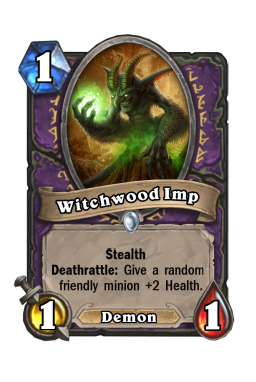 1
Witchwood Imp
Stealth
Deathrattle: Give a random
friendly minion +2 Health.
1
Demon
1